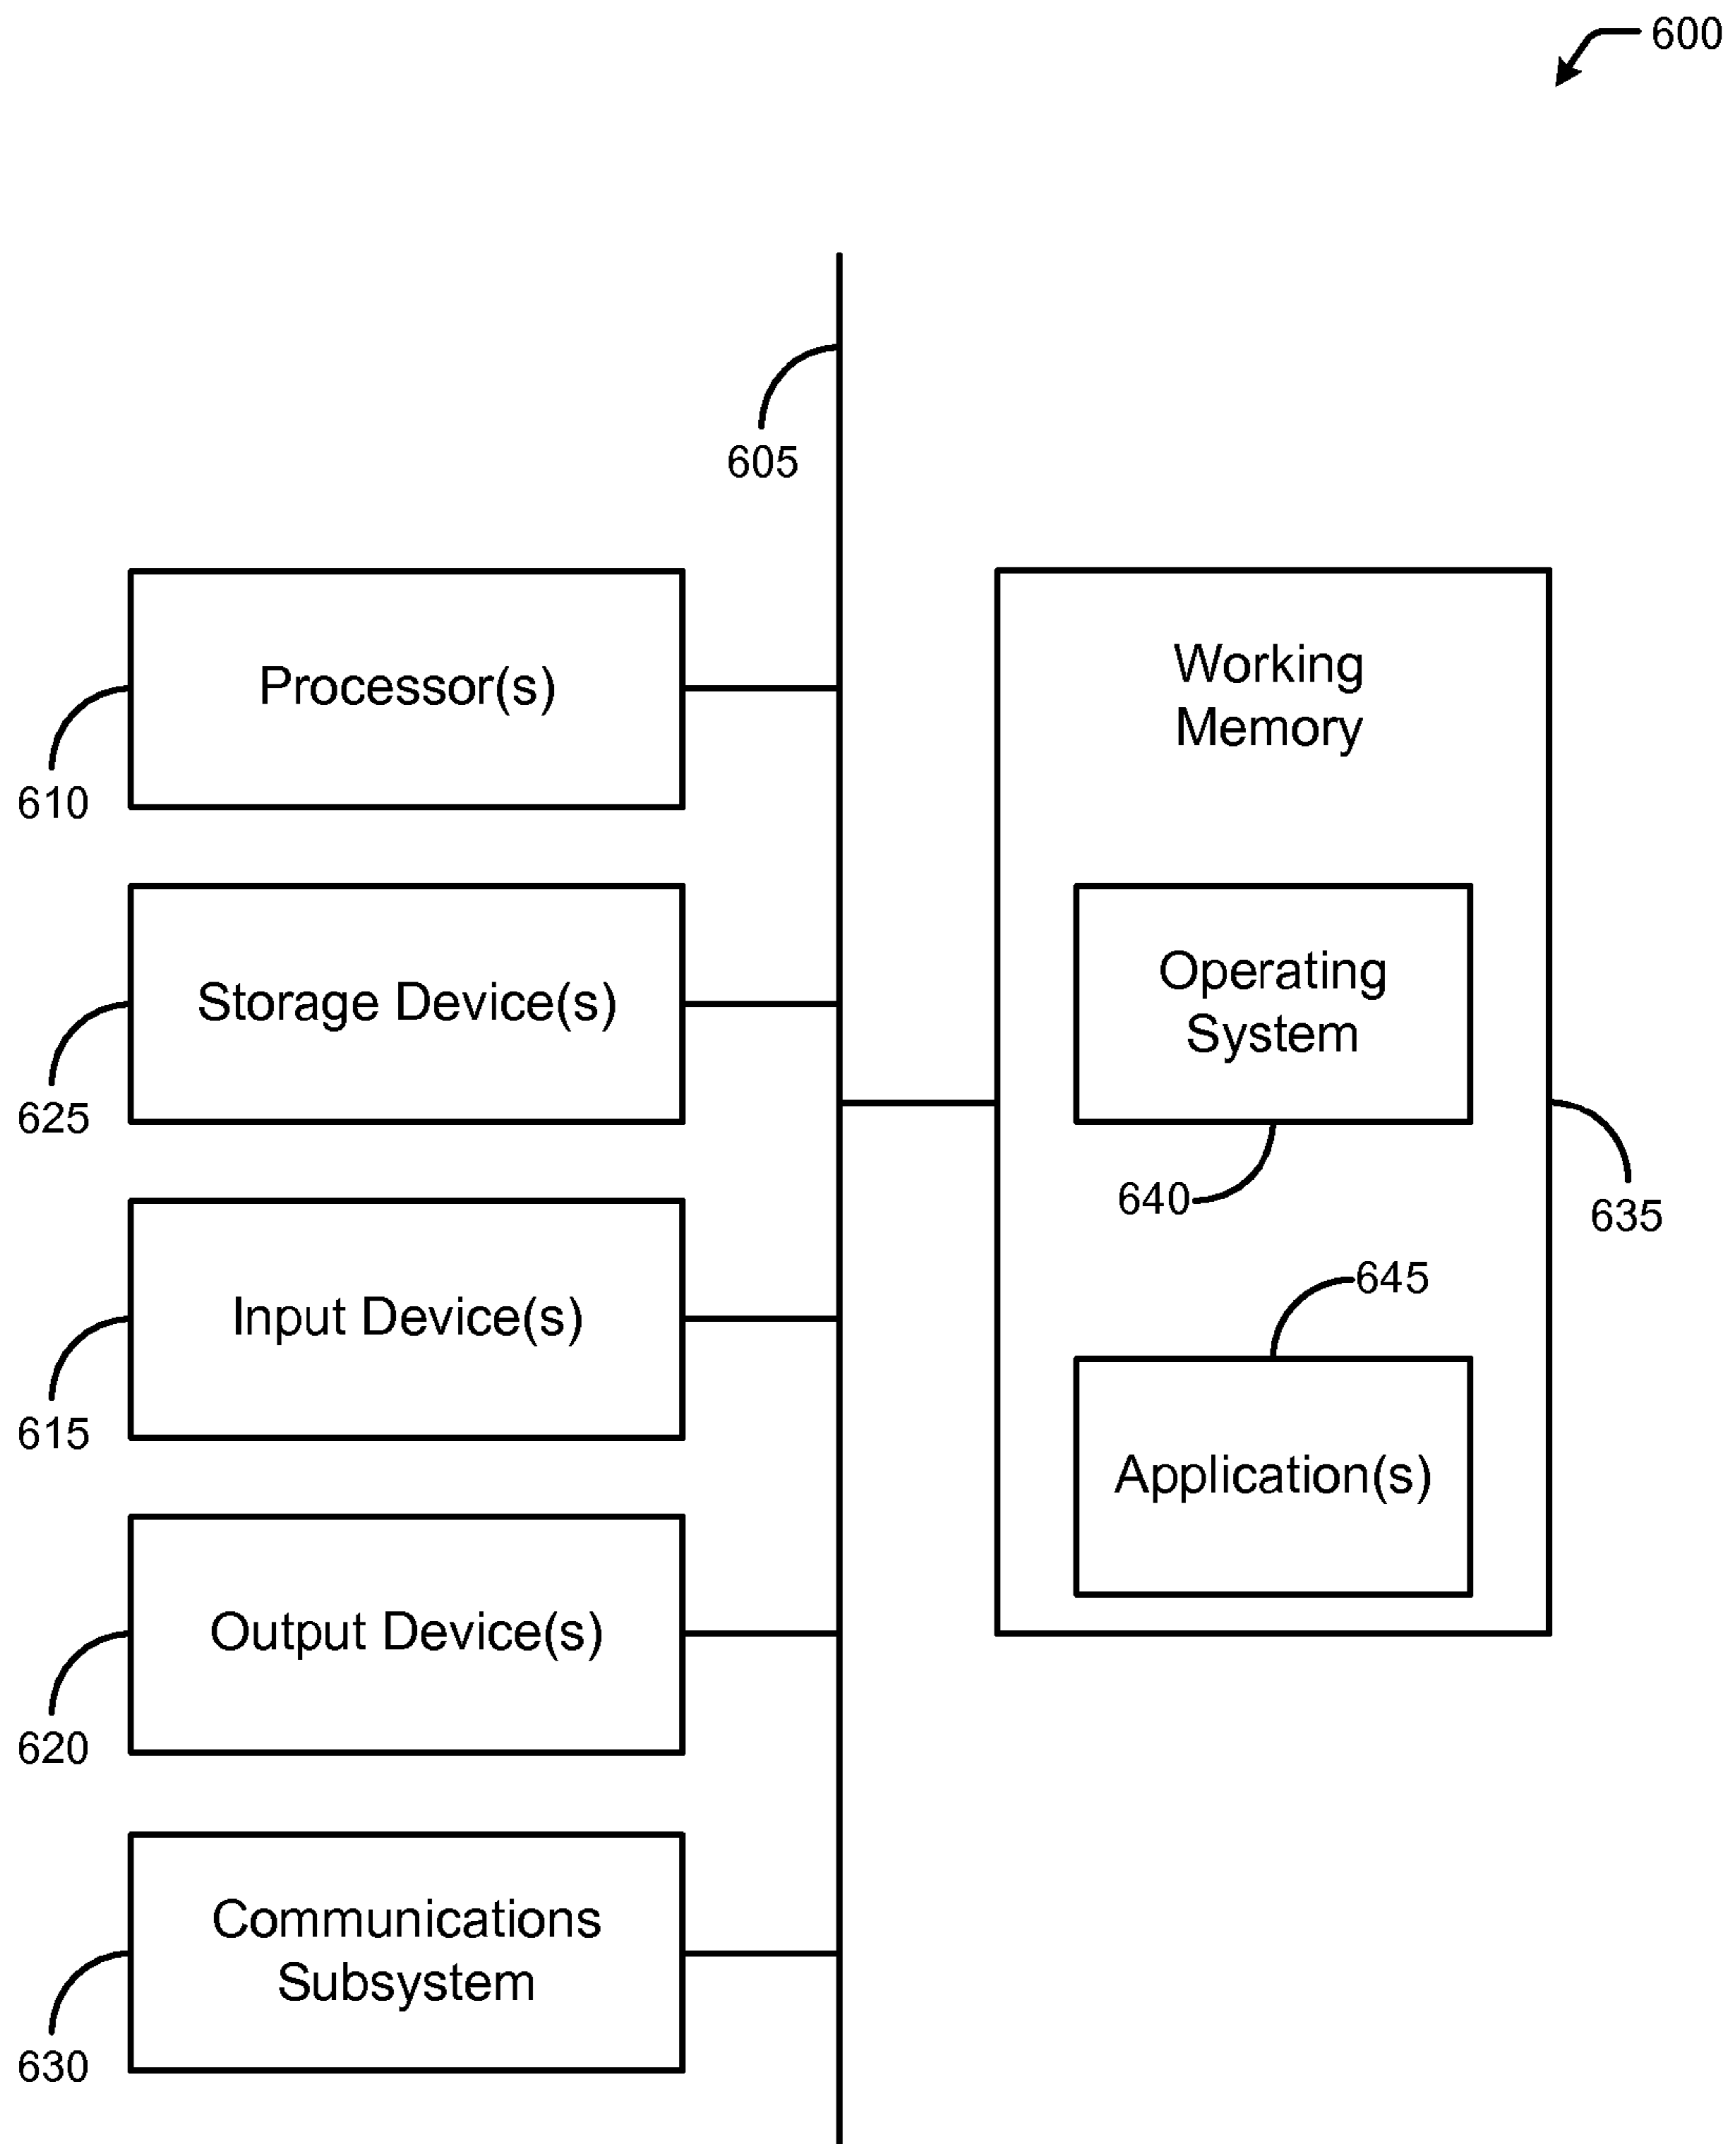 600
605
Processor(s)
610
Storage Device(s)
625
Input Device(s)
615
Output Device(s)
620
Communications
Subsystem
630
Working
Memory
Operating
System
640
635
645
Application(s)